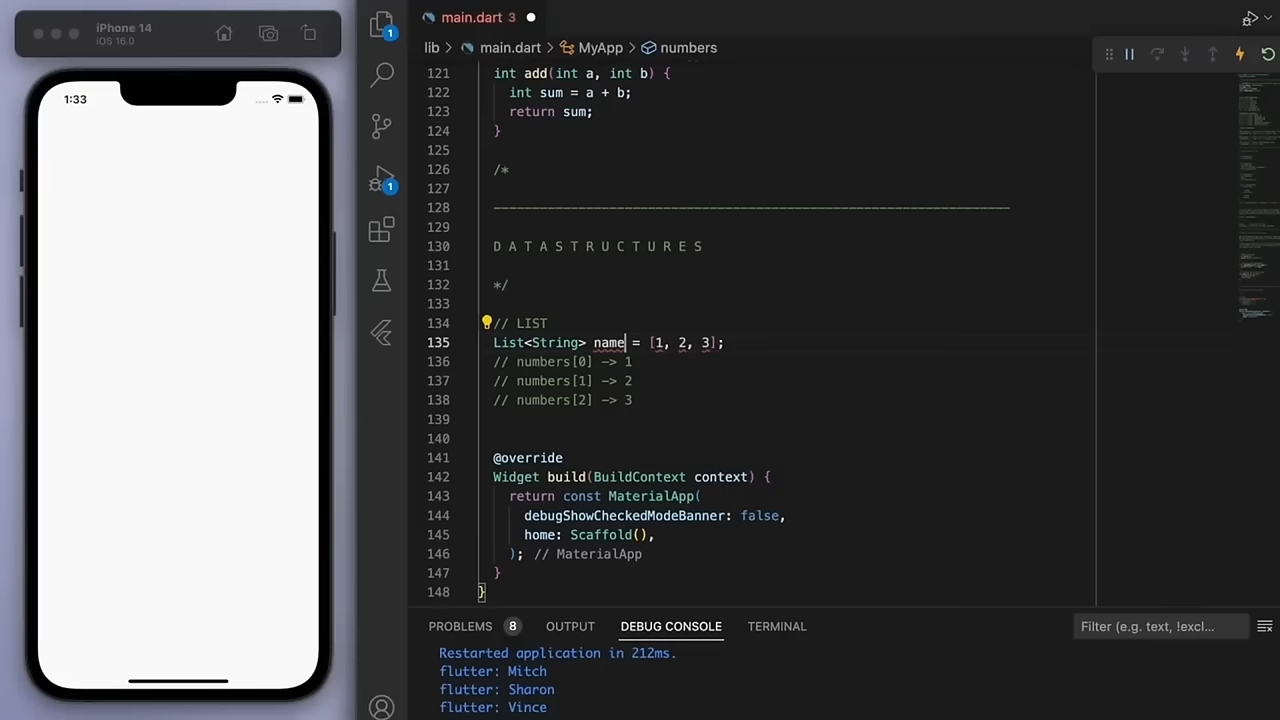 iPhone 14
iOS 16.0
1:33
1
1
main.dart 3
lib > main.dart > MyApp > numbers
121 int add(int a, int b) {
122 int sum = a + b;
123 return sum;
124 }
125
126 /*
127
128
129
130 D A T A S T R U C T U R E S
131
132 */
133
134 // LIST
135 List<String> name = [1, 2, 3];
136 // numbers[0] -> 1
137 // numbers[1] -> 2
138 // numbers[2] -> 3
139
140
141 @override
142 Widget build(BuildContext context) {
143 return const MaterialApp(
144 debugShowCheckedModeBanner: false,
145 home: Scaffold(),
146 ); // MaterialApp
147 }
148 }
PROBLEMS 8 OUTPUT DEBUG CONSOLE TERMINAL Filter (e.g. text, !excl...
Restarted application in 212ms.
flutter: Mitch
flutter: Sharon
flutter: Vince